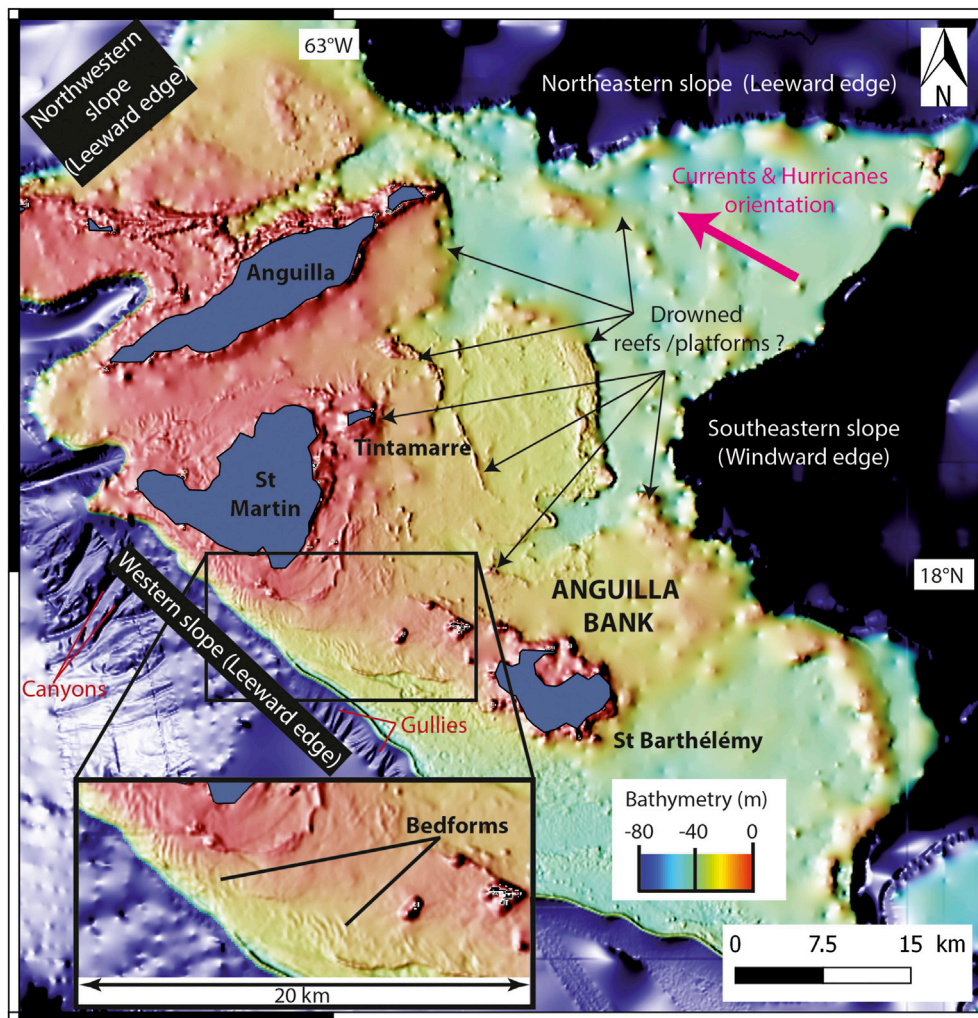 63°W
N
Northwestern
slope
(Leeward edge)
Northeastern slope (Leeward edge)
Currents & Hurricanes
orientation
Anguilla
Drowned
reefs /platforms ?
Tintamarre
Southeastern slope
(Windward edge)
St
Martin
18°N
ANGUILLA
BANK
Western slope (Leeward edge)
Canyons
Gullies
St Barthélémy
Bedforms
Bathymetry (m)
-80 -40 0
0 7.5 15 km
20 km